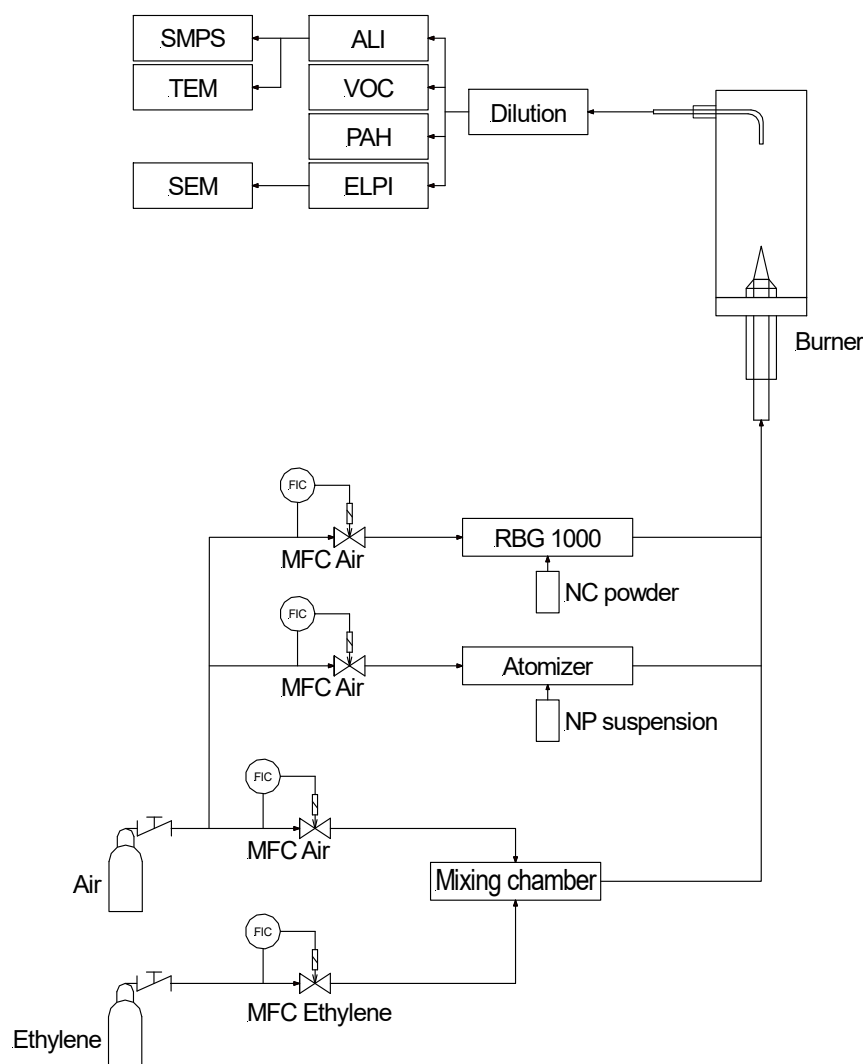 SMPS
ALI
TEM
VOC
Dilution
PAH
SEM
ELPI
Burner
FIC
RBG 1000
MFC Air
NC powder
FIC
Atomizer
MFC Air
NP suspension
FIC
MFC Air
Air
Mixing chamber
FIC
MFC Ethylene
Ethylene